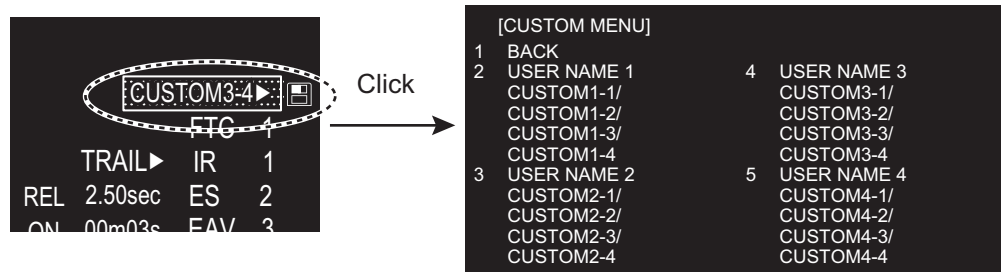 CUSTOM3-4▶
FTC 1
TRAIL▶ IR 1
REL 2.50sec ES 2
ON 00m03s EAV 3
Click
[CUSTOM MENU]
1 BACK
2 USER NAME 1
CUSTOM1-1/
CUSTOM1-2/
CUSTOM1-3/
CUSTOM1-4
3 USER NAME 2
CUSTOM2-1/
CUSTOM2-2/
CUSTOM2-3/
CUSTOM2-4
4 USER NAME 3
CUSTOM3-1/
CUSTOM3-2/
CUSTOM3-3/
CUSTOM3-4
5 USER NAME 4
CUSTOM4-1/
CUSTOM4-2/
CUSTOM4-3/
CUSTOM4-4